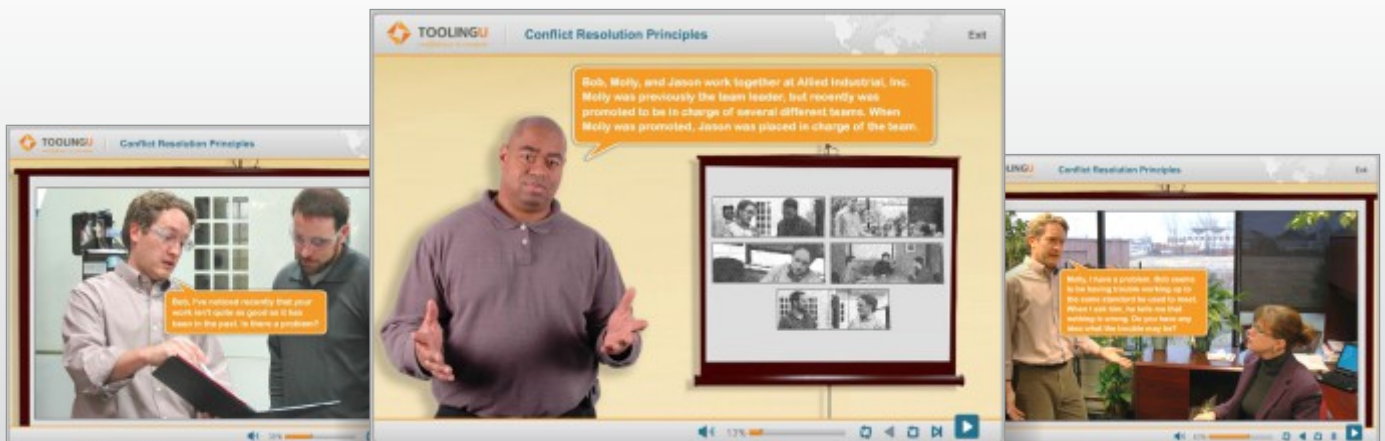 TOOLINGU
Conflict Resolution Principles
Bob, I've noticed recently that your
work isn't quite as good as it has
been in the past. Is there a problem?
TOOLINGU
Conflict Resolution Principles
Exit
Bob, Molly, and Jason work together at Allied Industrial, Inc.
Molly was previously the team leader, but recently was
promoted to be in charge of several different teams. When
Molly was promoted, Jason was placed in charge of the team.
13%
LINGU
Conflict Resolution Principles
Exit
Molly, I have a problem. Bob seems
to be having trouble working up to
the same standard he used to meet.
When I ask him, he tells me that
nothing is wrong. Do you have any
idea what the trouble may be?